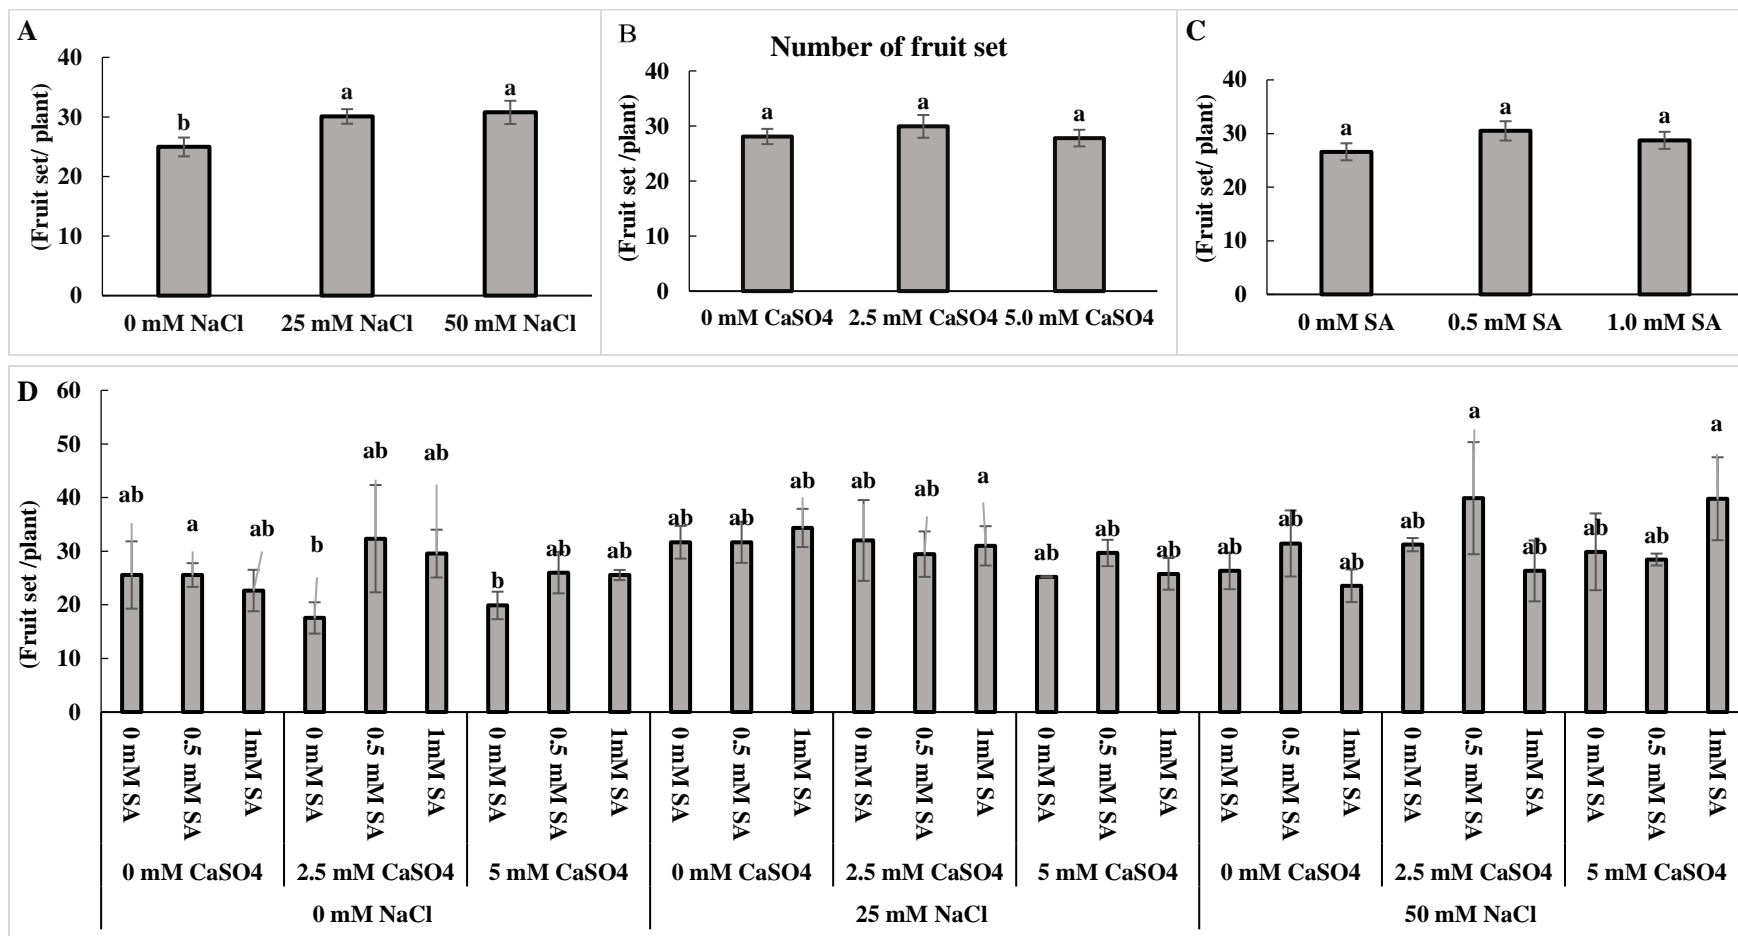 A
(Fruit set/ plant)
40
30
20
10
0
b
a
a
0 mM NaCl
25 mM NaCl
50 mM NaCl
B
Number of fruit set
(Fruit set /plant)
40
30
20
10
0
a
a
a
0 mM CaSO4
2.5 mM CaSO4
5.0 mM CaSO4
C
(Fruit set/ plant)
40
30
20
10
0
a
a
a
0 mM SA
0.5 mM SA
1.0 mM SA
D
(Fruit set /plant)
60
50
40
30
20
10
0
ab
a
ab
b
ab
ab
b
ab
ab
ab
ab
ab
ab
ab
a
ab
ab
ab
ab
ab
ab
ab
a
ab
ab
ab
a
0 mM SA
0.5 mM SA
1mM SA
0 mM SA
0.5 mM SA
1mM SA
0 mM SA
0.5 mM SA
1mM SA
0 mM SA
0.5 mM SA
1mM SA
0 mM SA
0.5 mM SA
1mM SA
0 mM SA
0.5 mM SA
1mM SA
0 mM SA
0.5 mM SA
1mM SA
0 mM SA
0.5 mM SA
1mM SA
0 mM SA
0.5 mM SA
1mM SA
0 mM CaSO4
2.5 mM CaSO4
5 mM CaSO4
0 mM CaSO4
2.5 mM CaSO4
5 mM CaSO4
0 mM CaSO4
2.5 mM CaSO4
5 mM CaSO4
0 mM NaCl
25 mM NaCl
50 mM NaCl